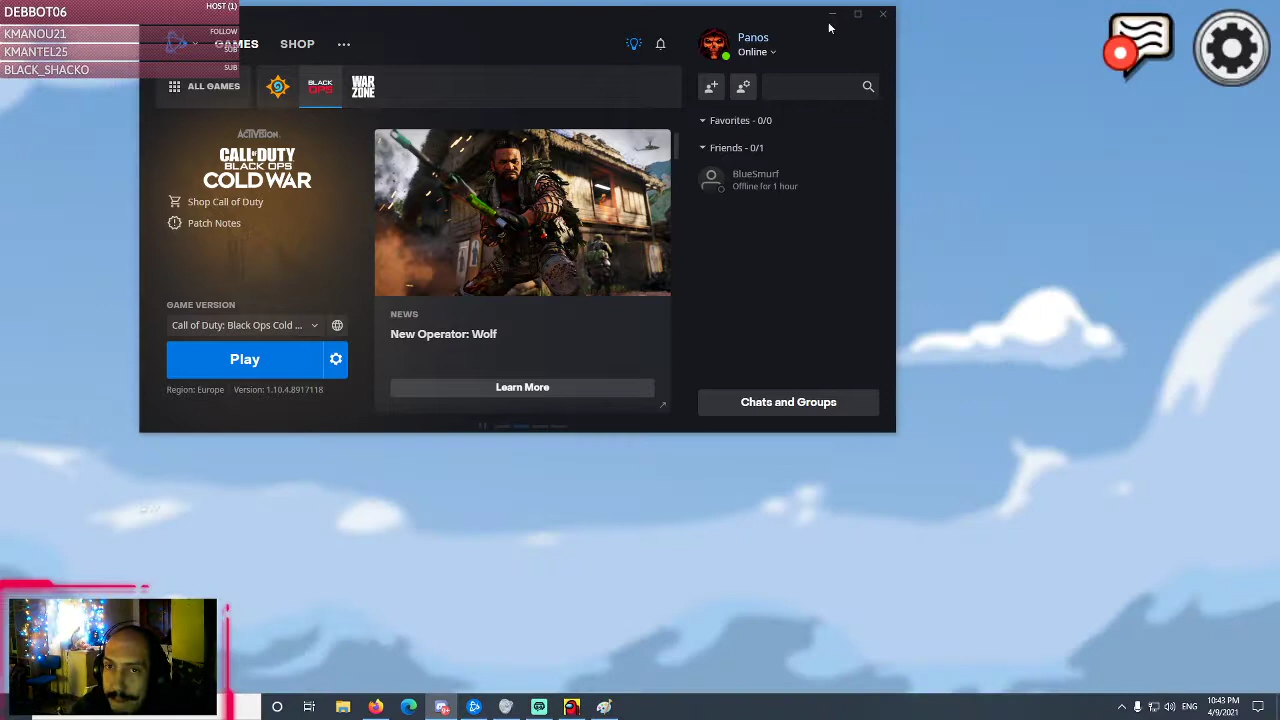 DEBBOT06 HOST (1)
KMANOU21 FOLLOW
KMANTEL25 SUB
BLACK_SHACKO SUB
GAMES SHOP
Panos
Online
ALL GAMES
BLACK OPS
WAR ZONE
Favorites - 0/0
Friends - 0/1
BlueSmurf
Offline for 1 hour
ACTIVISION.
CALL OF DUTY
BLACK OPS
COLD WAR
Shop Call of Duty
Patch Notes
GAME VERSION
Call of Duty: Black Ops Cold ...
Play
Region: Europe Version: 1.10.4.8917118
NEWS
New Operator: Wolf
Learn More
Chats and Groups
ENG
10:43 PM
4/9/2021